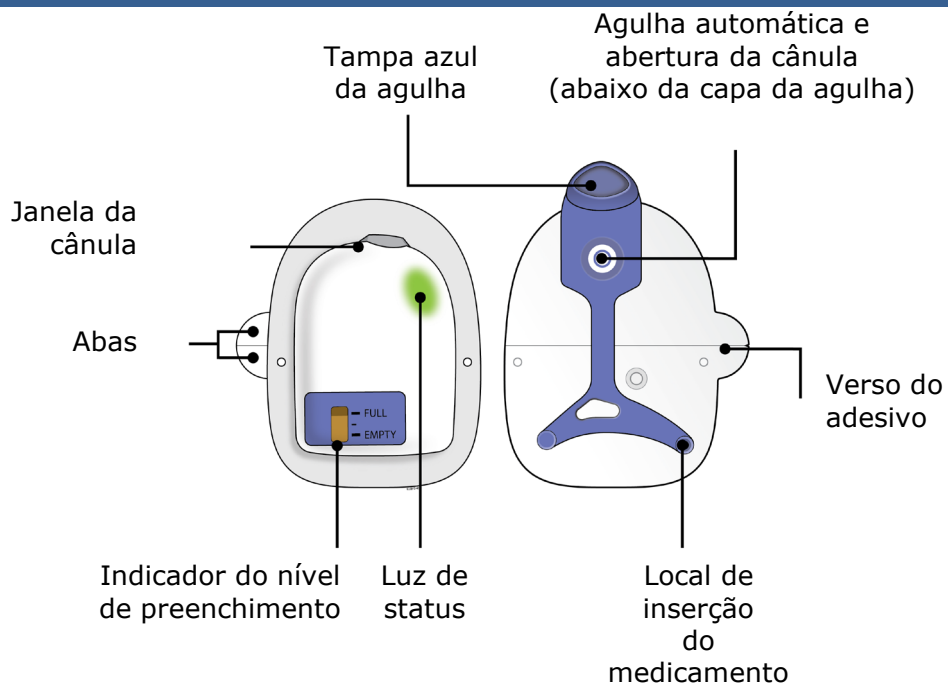 Tampa azul
da agulha
Agulha automática e
abertura da cânula
(abaixo da capa da agulha)
Janela da
cânula
Abas
FULL
EMPTY
Verso do
adesivo
Indicador do nível
de preenchimento
Luz de
status
Local de
inserção
do
medicamento